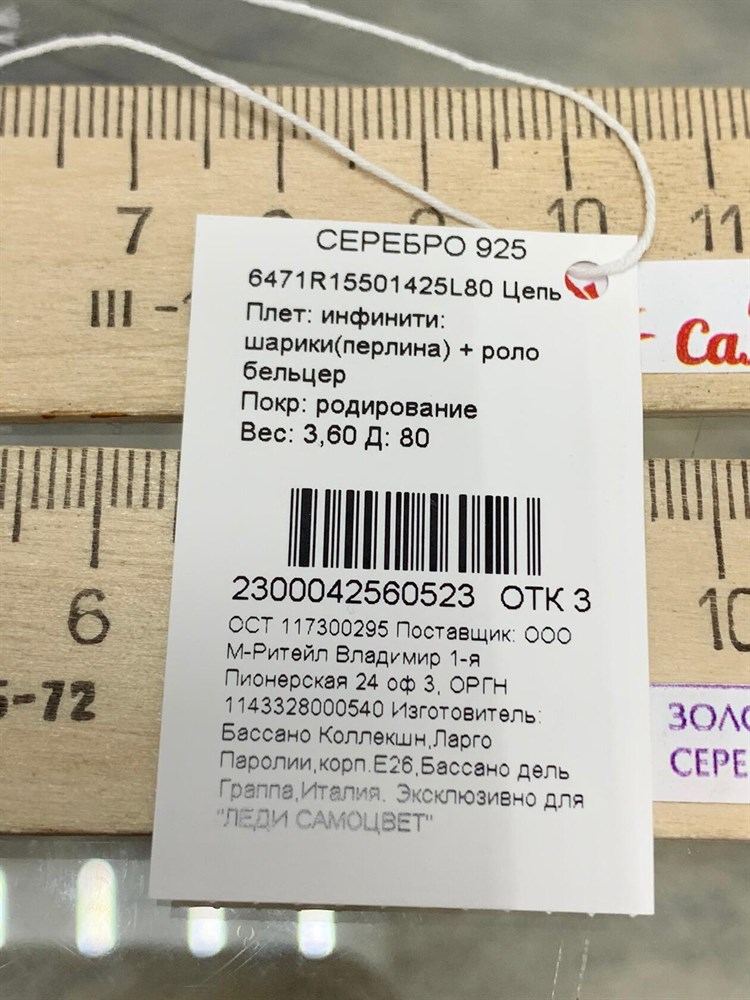 7
8
9
10
11
III -
Са
СЕРЕБРО 925
6471R15501425L80 Цепь
Плет: инфинити:
шарики(перлина) + роло
бельцер
Покр: родирование
Вес: 3,60 Д: 80
2300042560523 ОТК 3
ОСТ 117300295 Поставщик: ООО
М-Ритейл Владимир 1-я
Пионерская 24 оф 3, ОРГН
1143328000540 Изготовитель:
Бассано Коллекшн,Ларго
Паролии,корп.Е26,Бассано дель
Граппа,Италия. Эксклюзивно для
"ЛЕДИ САМОЦВЕТ"
6
10
5-72
ЗОЛО
СЕРЕ